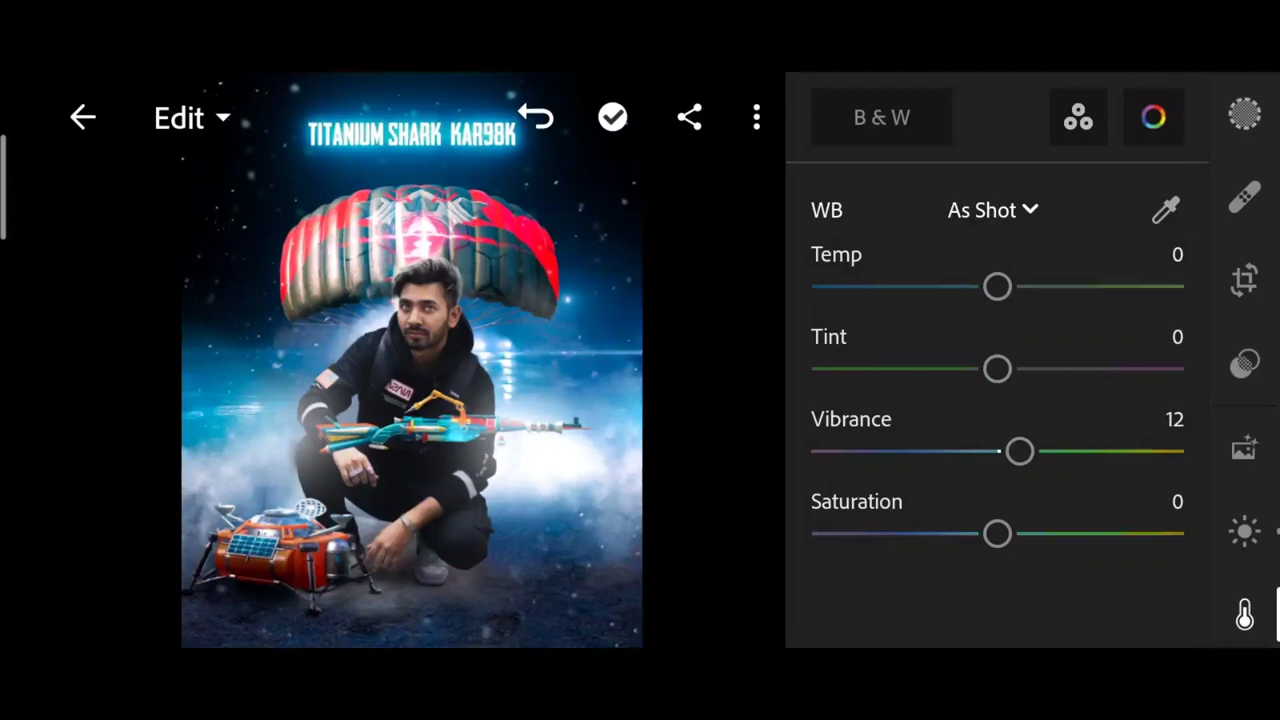 Edit
TITANIUM SHARK KAR98K
B & W
WB As Shot
Temp 0
Tint 0
Vibrance 12
Saturation 0